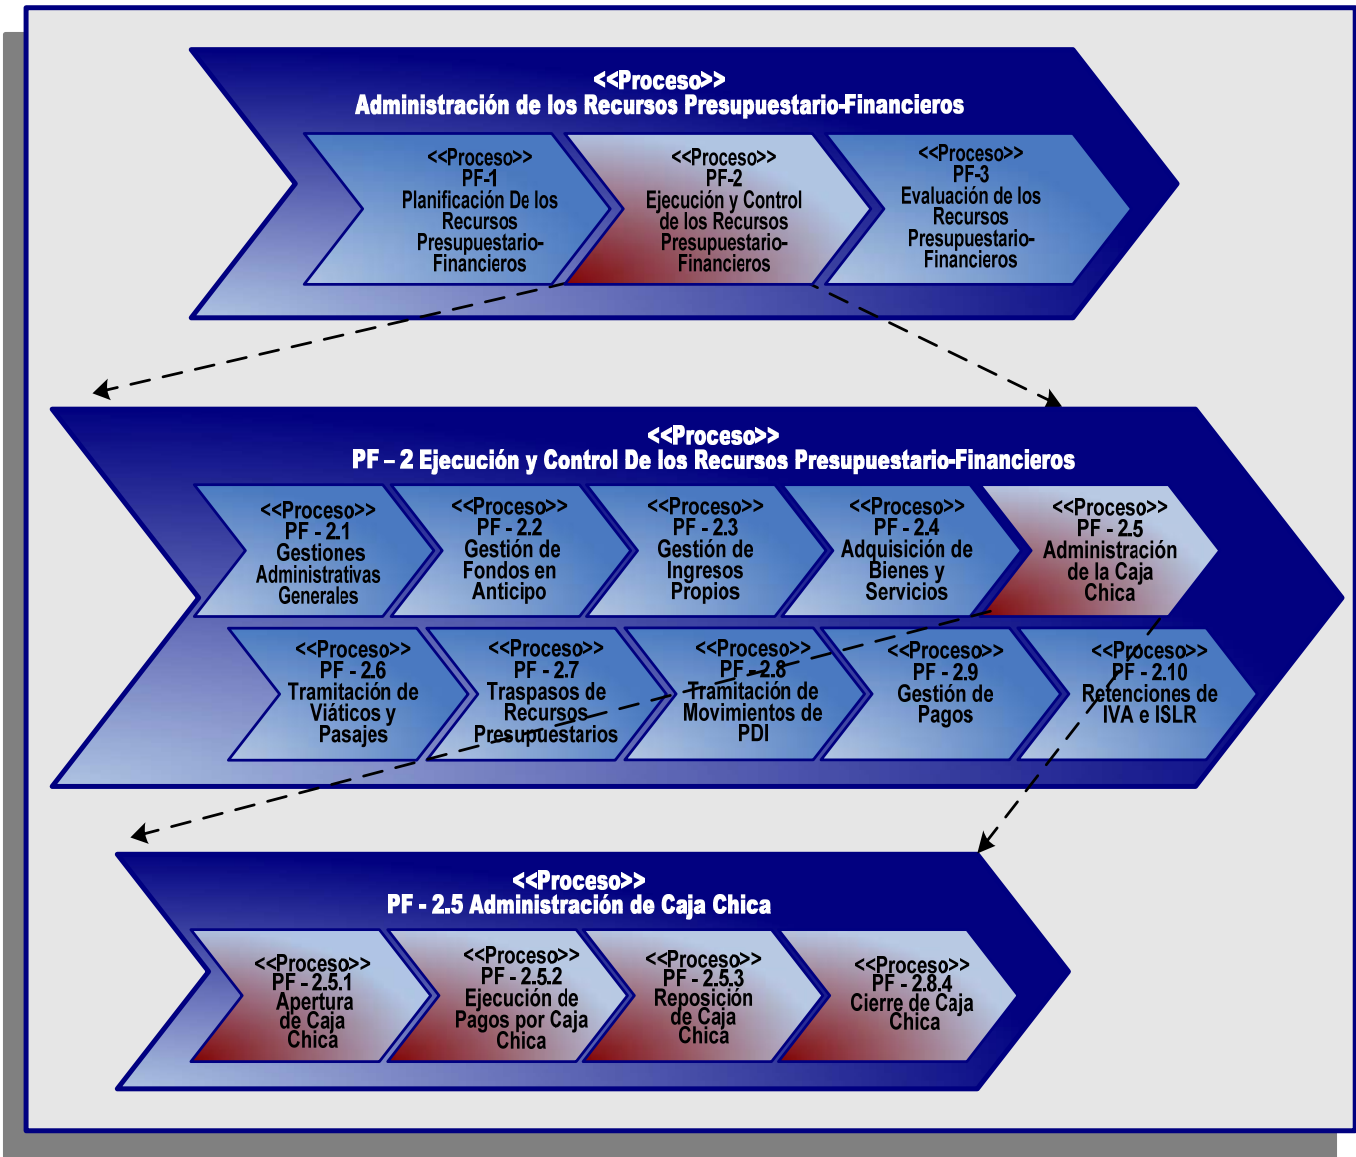 <<Proceso>>
Administración de los Recursos Presupuestario-Financieros
<<Proceso>>
PF-1
Planificación De los
Recursos
Presupuestario-
Financieros
<<Proceso>>
PF-2
Ejecución y Control
de los Recursos
Presupuestario-
Financieros
<<Proceso>>
PF-3
Evaluación de los
Recursos
Presupuestario-
Financieros
<<Proceso>>
PF – 2 Ejecución y Control De los Recursos Presupuestario-Financieros
<<Proceso>>
PF - 2.1
Gestiones
Administrativas
Generales
<<Proceso>>
PF - 2.2
Gestión de
Fondos en
Anticipo
<<Proceso>>
PF - 2.3
Gestión de
Ingresos
Propios
<<Proceso>>
PF - 2.4
Adquisición de
Bienes y
Servicios
<<Proceso>>
PF - 2.5
Administración
de la Caja
Chica
<<Proceso>>
PF - 2.6
Tramitación de
Viáticos y
Pasajes
<<Proceso>>
PF - 2.7
Traspasos de
Recursos
Presupuestarios
<<Proceso>>
PF - 2.8
Tramitación de
Movimientos de
PDI
<<Proceso>>
PF - 2.9
Gestión de
Pagos
<<Proceso>>
PF - 2.10
Retenciones de
IVA e ISLR
<<Proceso>>
PF - 2.5 Administración de Caja Chica
<<Proceso>>
PF - 2.5.1
Apertura
de Caja
Chica
<<Proceso>>
PF - 2.5.2
Ejecución de
Pagos por Caja
Chica
<<Proceso>>
PF - 2.5.3
Reposición
de Caja
Chica
<<Proceso>>
PF - 2.8.4
Cierre de Caja
Chica